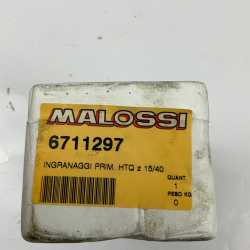 MALOSSI
6711297
INGRANAGGI PRIM. HTQ z 15/40
QUANT.
1
PESO KG
0